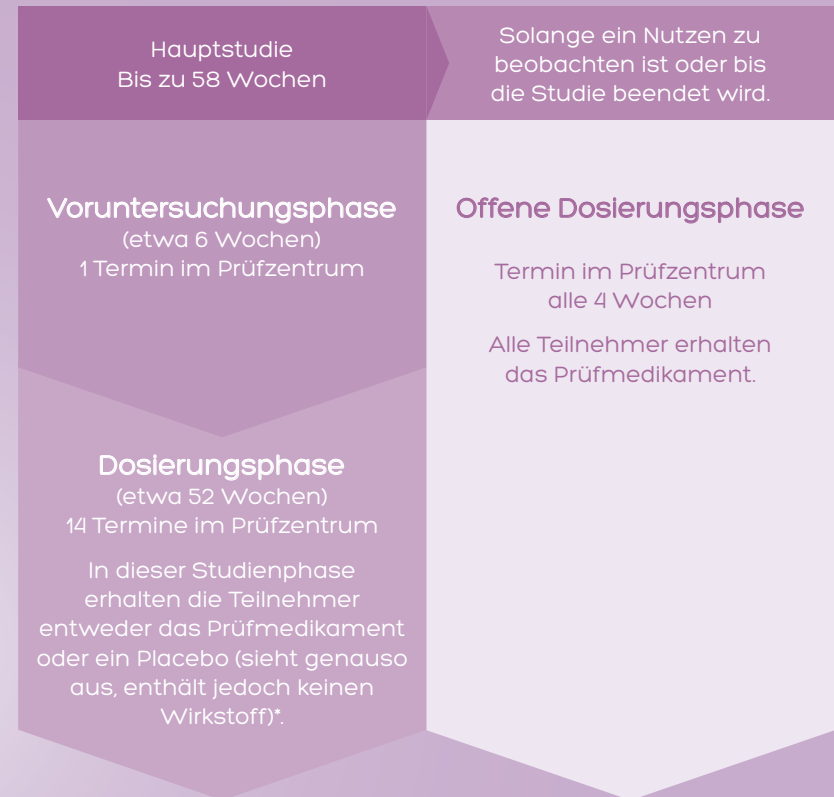 Hauptstudie
Bis zu 58 Wochen
Solange ein Nutzen zu
beobachten ist oder bis
die Studie beendet wird.
Voruntersuchungsphase
(etwa 6 Wochen)
1 Termin im Prüfzentrum
Dosierungsphase
(etwa 52 Wochen)
14 Termine im Prüfzentrum
In dieser Studienphase
erhalten die Teilnehmer
entweder das Prüfmedikament
oder ein Placebo (sieht genauso
aus, enthält jedoch keinen
Wirkstoff)*.
Offene Dosierungsphase
Termin im Prüfzentrum
alle 4 Wochen
Alle Teilnehmer erhalten
das Prüfmedikament.